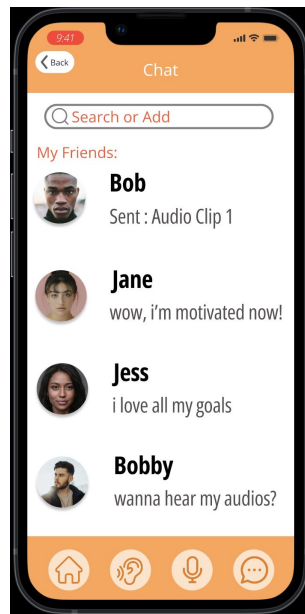 9:41
Back
Chat
Search or Add
My Friends:
Bob
Sent : Audio Clip 1
Jane
wow, i'm motivated now!
Jess
i love all my goals
Bobby
wanna hear my audios?